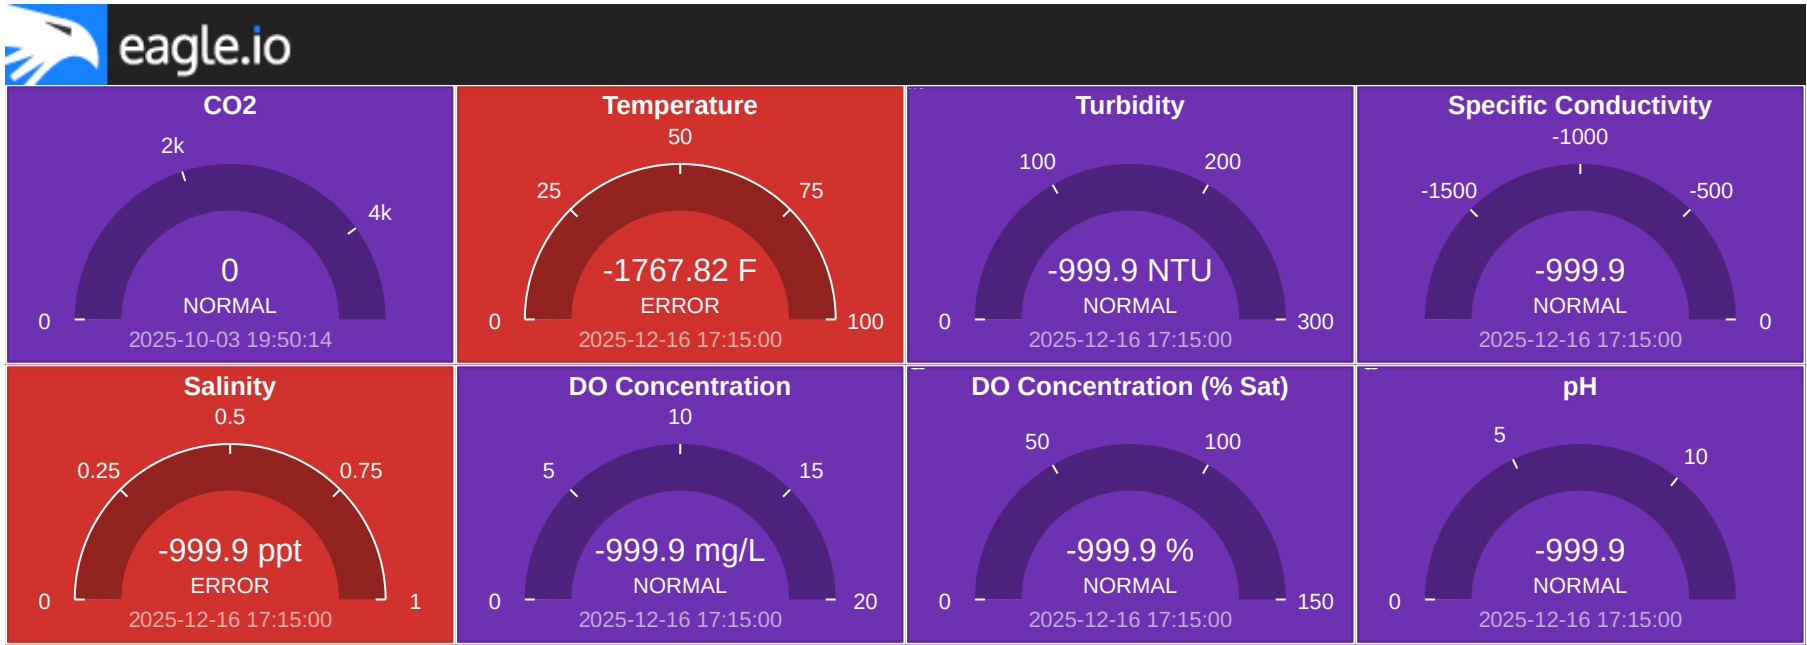 eagle.io
CO2
2k
4k
0
0
NORMAL
2025-10-03 19:50:14
Temperature
50
25
75
-1767.82 F
ERROR
0
100
2025-12-16 17:15:00
Turbidity
100
200
-999.9 NTU
NORMAL
0
300
2025-12-16 17:15:00
Specific Conductivity
-1000
-1500
-500
-999.9
NORMAL
0
2025-12-16 17:15:00
Salinity
0.5
0.25
0.75
-999.9 ppt
ERROR
0
1
2025-12-16 17:15:00
DO Concentration
10
5
15
-999.9 mg/L
NORMAL
0
20
2025-12-16 17:15:00
DO Concentration (% Sat)
50
100
-999.9 %
NORMAL
0
150
2025-12-16 17:15:00
pH
5
10
-999.9
NORMAL
0
2025-12-16 17:15:00